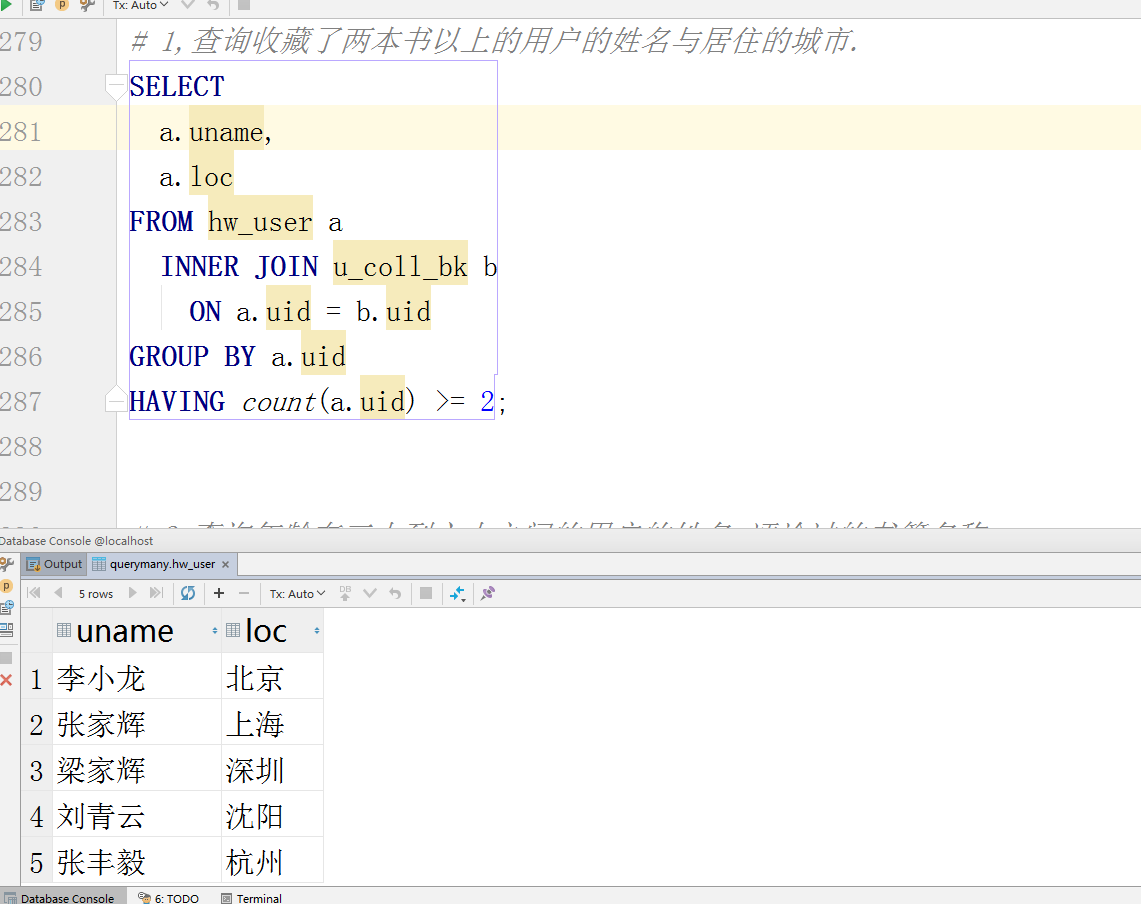 Tx: Auto
279 # 1,查询收藏了两本书以上的用户的姓名与居住的城市.
280 SELECT
281 a.uname,
282 a.loc
283 FROM hw_user a
284 INNER JOIN u_coll_bk b
285 ON a.uid = b.uid
286 GROUP BY a.uid
287 HAVING count(a.uid) >= 2;
288
289
Database Console @localhost
Output querymany.hw_user
5 rows Tx: Auto DB
uname loc
1 李小龙 北京
2 张家辉 上海
3 梁家辉 深圳
4 刘青云 沈阳
5 张丰毅 杭州
Database Console 6: TODO Terminal